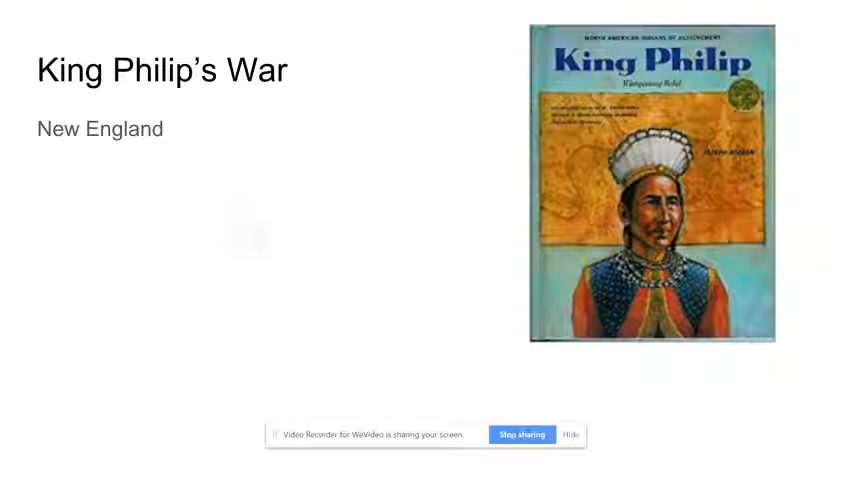 King Philip’s War
New England
NORTH AMERICAN INDIANS OF ACHIEVEMENT
King Philip
Wampanoag Rebel
Video Recorder for WeVideo is sharing your screen.
Stop sharing
Hide